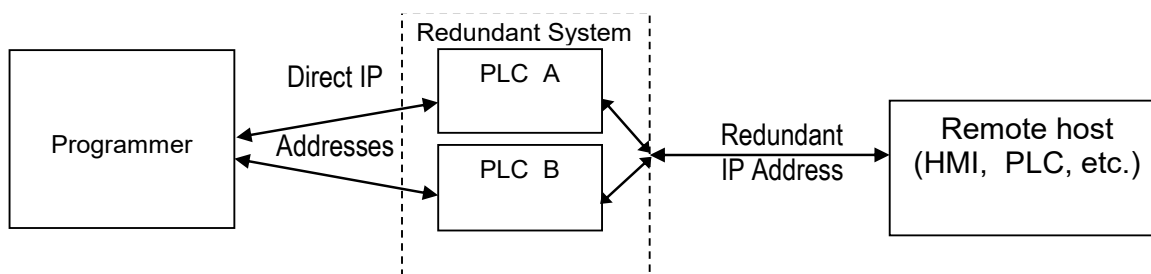 Redundant System
Programmer
Direct IP
Addresses
PLC A
PLC B
Redundant
IP Address
Remote host
(HMI, PLC, etc.)